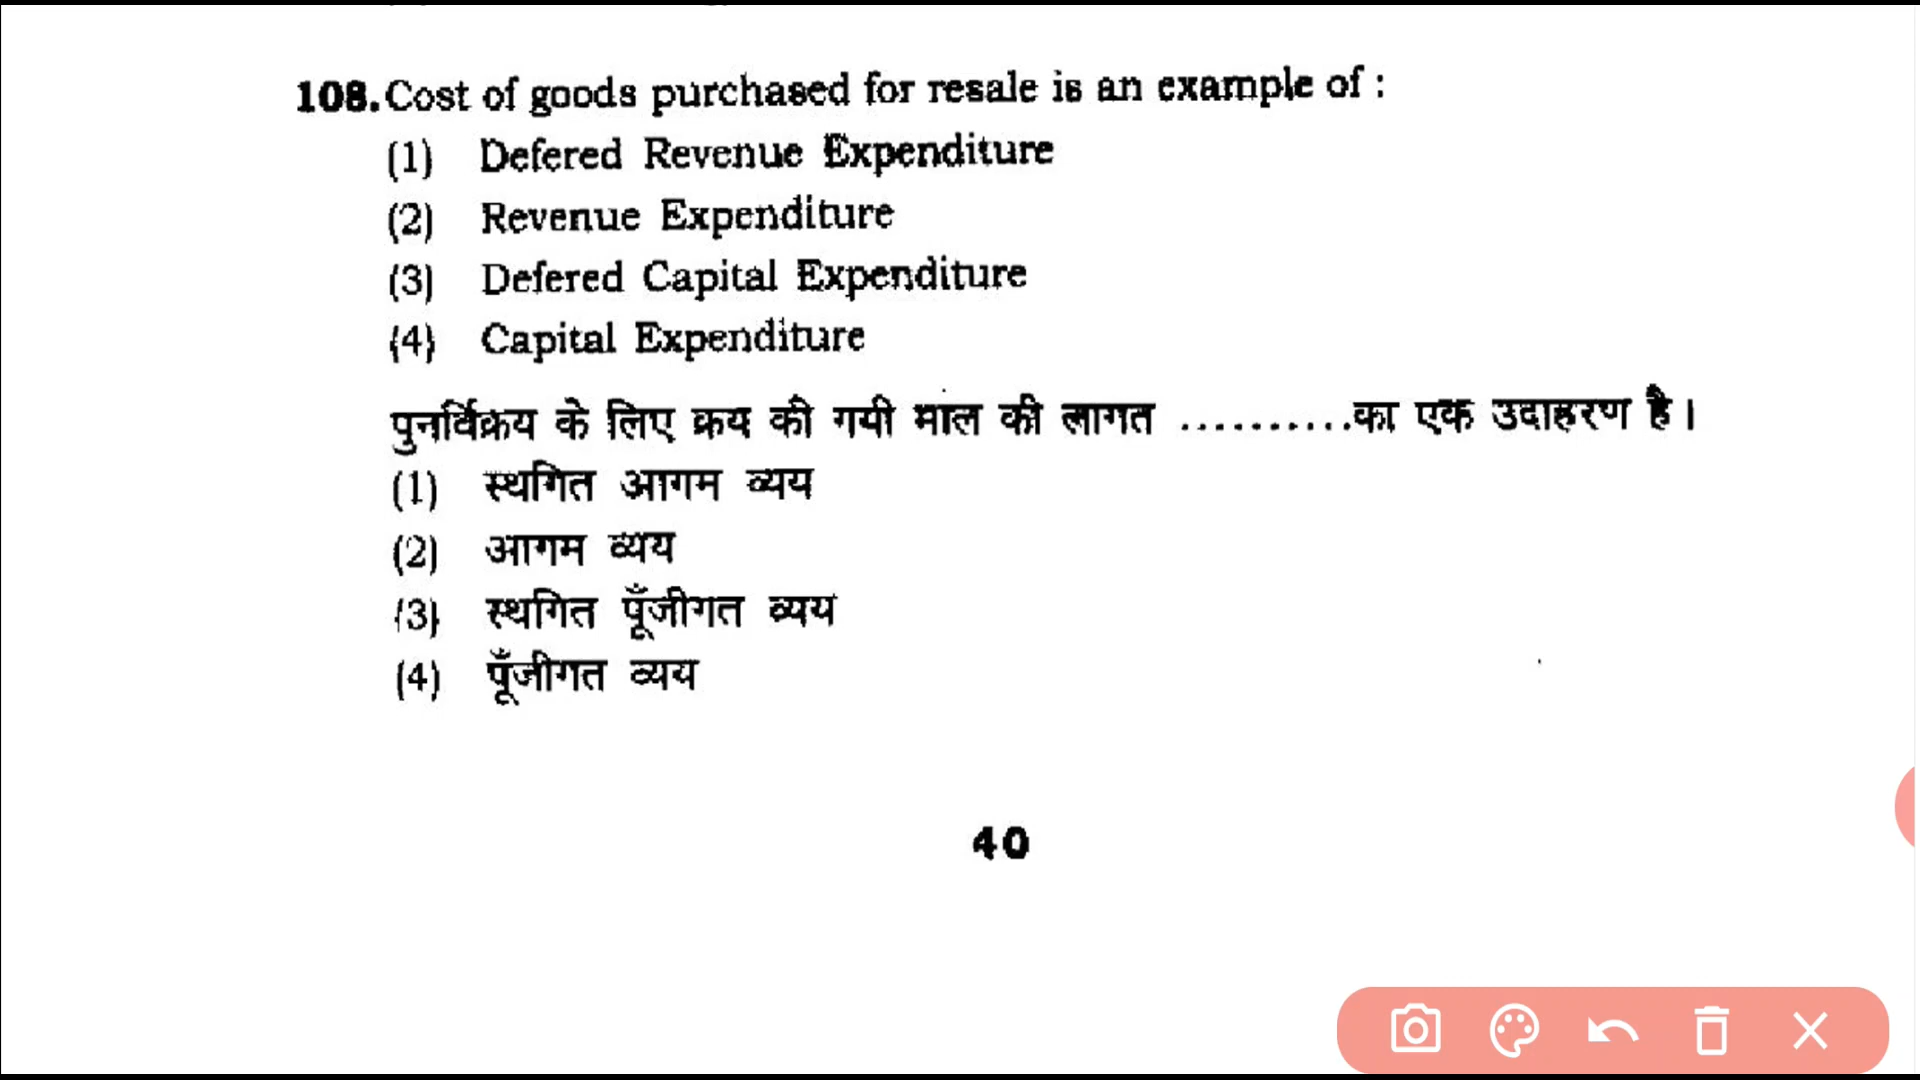 108. Cost of goods purchased for resale is an example of :
(1) Defered Revenue Expenditure
(2) Revenue Expenditure
(3) Defered Capital Expenditure
(4) Capital Expenditure
पुनर्विक्रय के लिए क्रय की गयी माल की लागत ..........का एक उदाहरण है।
(1) स्थगित आगम व्यय
(2) आगम व्यय
(3) स्थगित पूँजीगत व्यय
(4) पूँजीगत व्यय
40